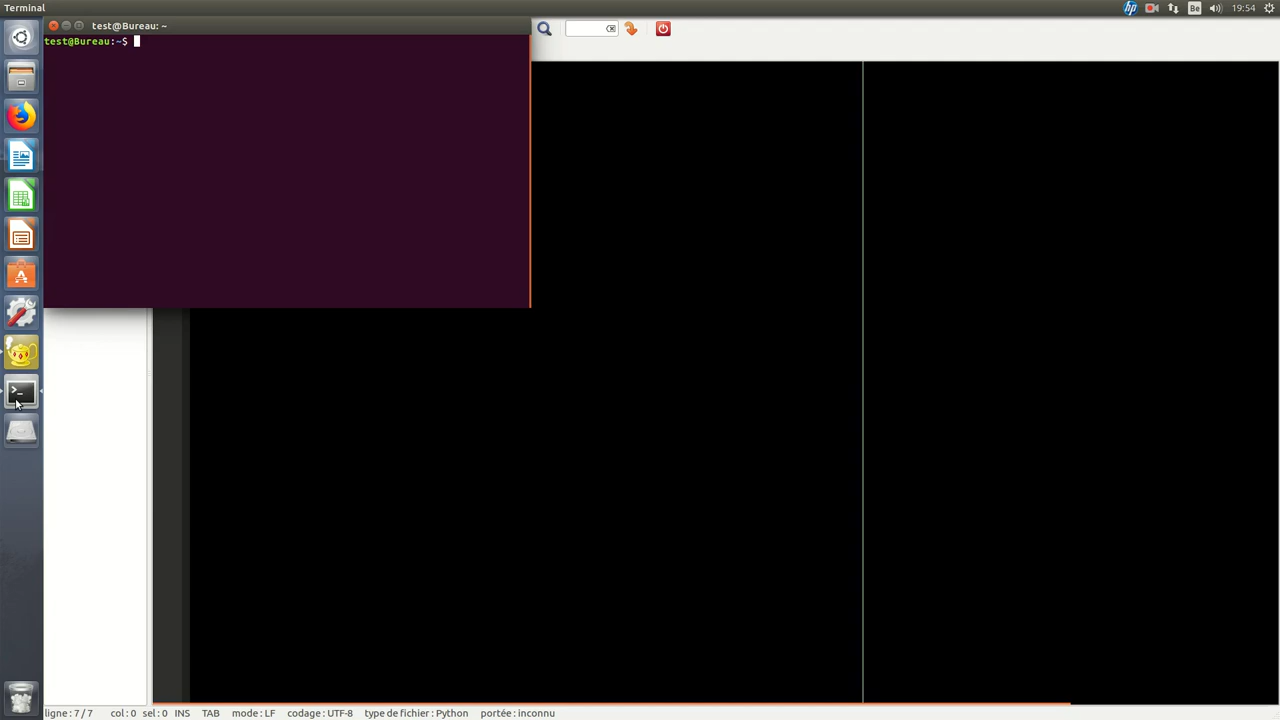 Terminal
Be
19:54
test@Bureau: ~
test@Bureau:~$
ligne : 7 / 7 col : 0 sel : 0 INS TAB mode : LF codage : UTF-8 type de fichier : Python portée : inconnu